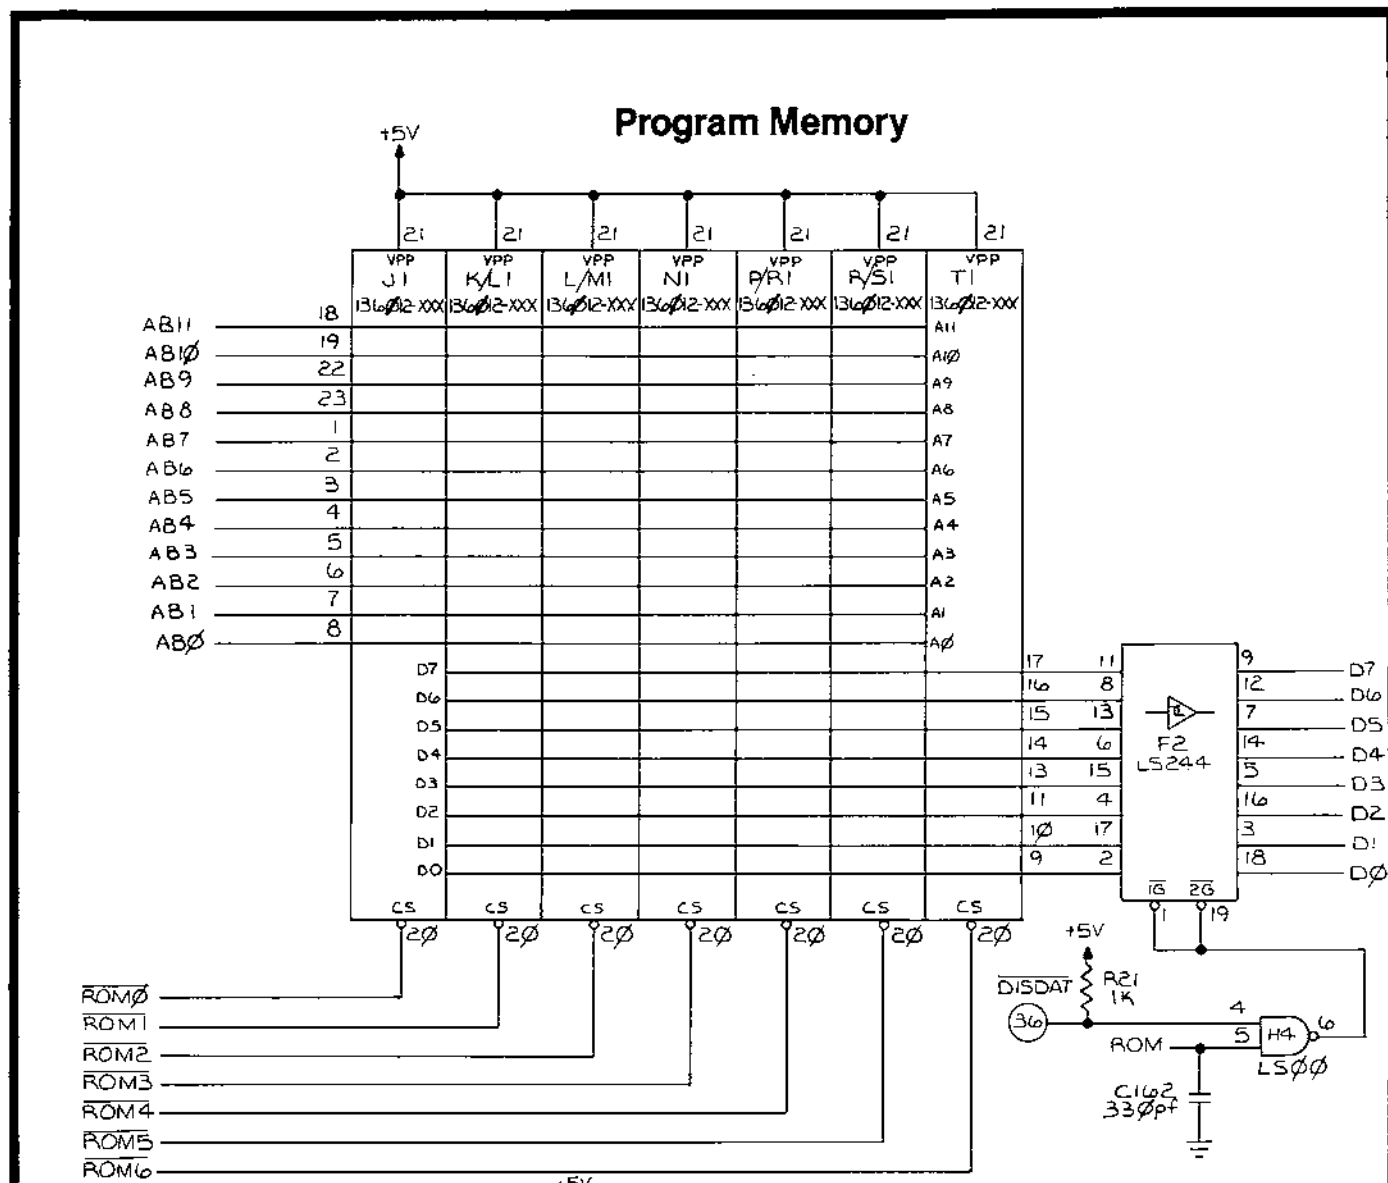 Program Memory
+5V
21 21 21 21 21 21 21
VPP VPP VPP VPP VPP VPP VPP
J1 K/L1 L/M1 N1 P/R1 R/S1 T1
136Ø12-XXX 136Ø12-XXX 136Ø12-XXX 136Ø12-XXX 136Ø12-XXX 136Ø12-XXX 136Ø12-XXX
AB11 18 A11
AB1Ø 19 A1Ø
AB9 22 A9
AB8 23 A8
AB7 1 A7
AB6 2 A6
AB5 3 A5
AB4 4 A4
AB3 5 A3
AB2 6 A2
AB1 7 A1
ABØ 8 AØ
D7 17 11 9 D7
D6 16 8 12 D6
D5 15 13 7 D5
D4 14 6 F2 14 D4
D3 13 15 LS244 5 D3
D2 11 4 16 D2
D1 1Ø 17 3 D1
D0 9 2 18 DØ
CS CS CS CS CS CS CS
1G 2G
2Ø 2Ø 2Ø 2Ø 2Ø 2Ø 2Ø
1 19
+5V
DISDAT R21
1K
ROMØ
36 4
ROM1
ROM 5 H4 6
LSØØ
ROM2
ROM3
C162
33Øpf
ROM4
ROM5
ROM6
+5V